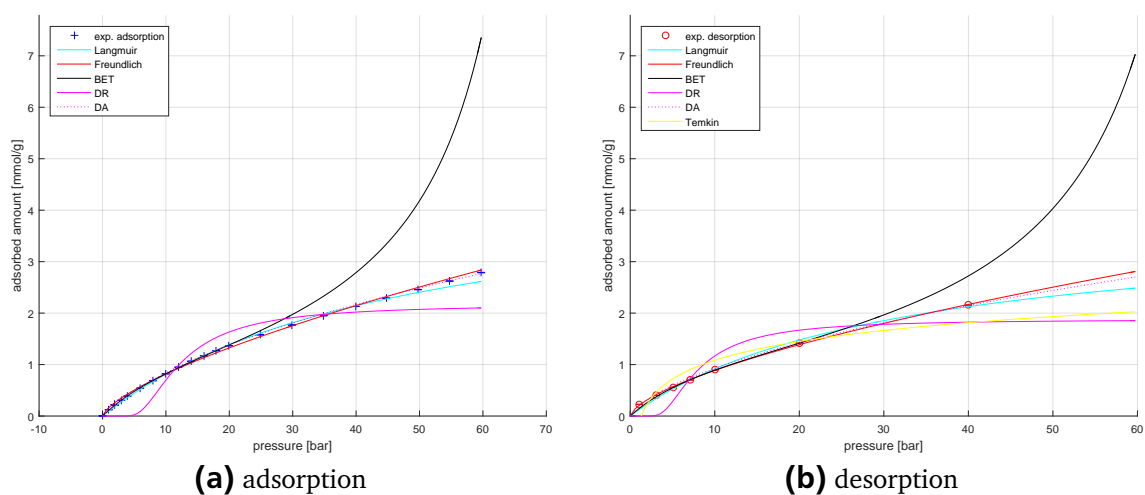 exp. adsorption
Langmuir
Freundlich
BET
DR
DA
7
6
5
4
3
2
1
0
adsorbed amount [mmol/g]
-10 0 10 20 30 40 50 60 70
pressure [bar]
(a) adsorption
exp. desorption
Langmuir
Freundlich
BET
DR
DA
Temkin
7
6
5
4
3
2
1
0
adsorbed amount [mmol/g]
0 10 20 30 40 50 60
pressure [bar]
(b) desorption